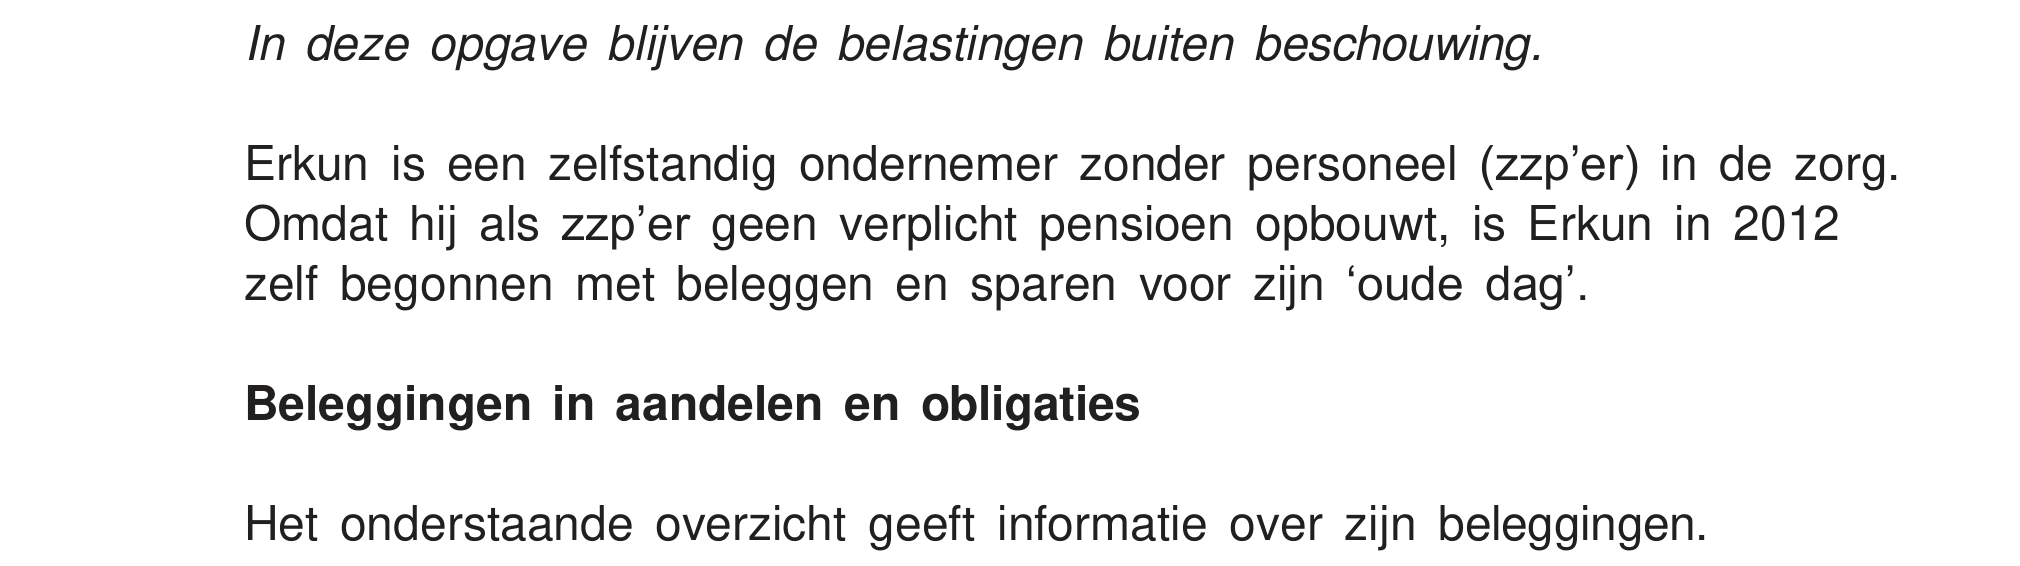 In deze opgave blijven de belastingen buiten beschouwing.
Erkun is een zelfstandig ondernemer zonder personeel (zzp’er) in de zorg.
Omdat hij als zzp’er geen verplicht pensioen opbouwt, is Erkun in 2012
zelf begonnen met beleggen en sparen voor zijn ‘oude dag’.
Beleggingen in aandelen en obligaties
Het onderstaande overzicht geeft informatie over zijn beleggingen.